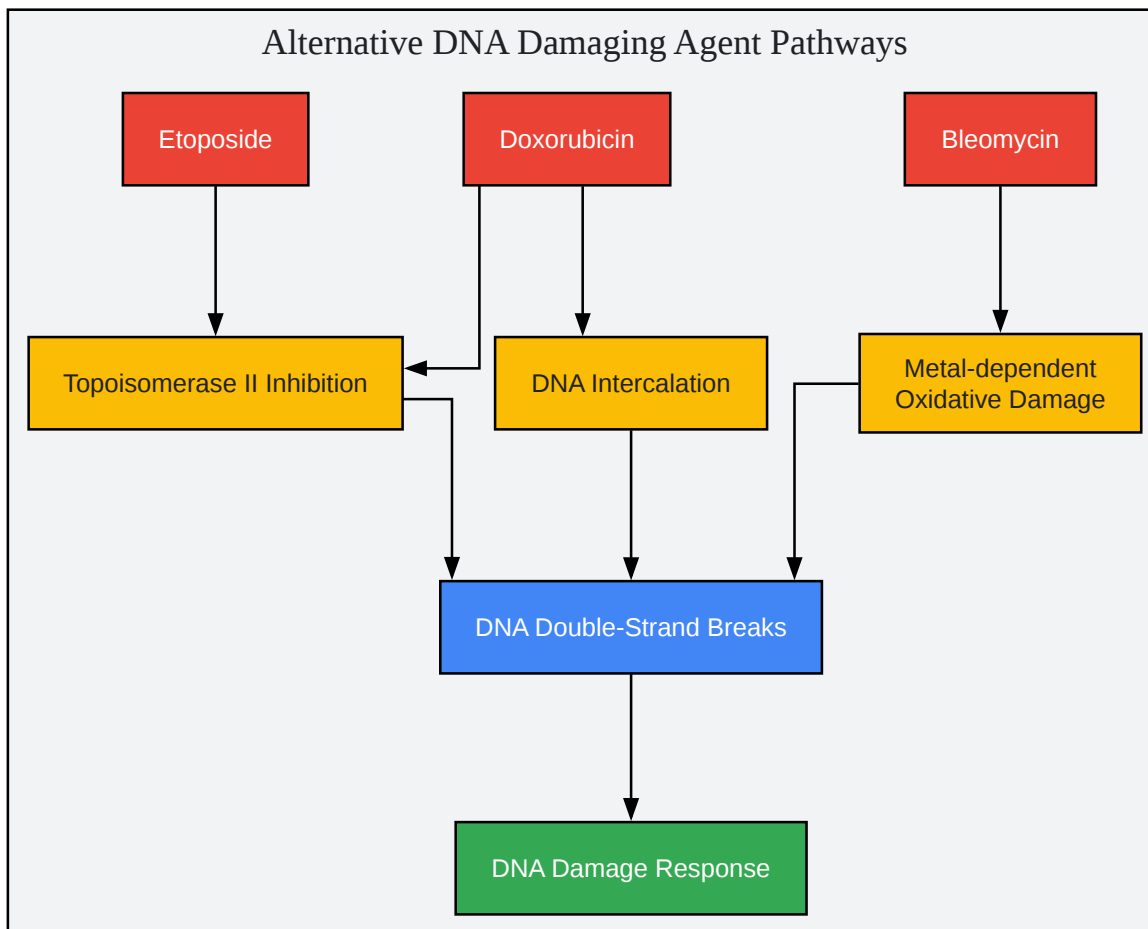 Alternative DNA Damaging Agent Pathways
Etoposide
Doxorubicin
Bleomycin
Topoisomerase II Inhibition
DNA Intercalation
Metal-dependent
Oxidative Damage
DNA Double-Strand Breaks
DNA Damage Response